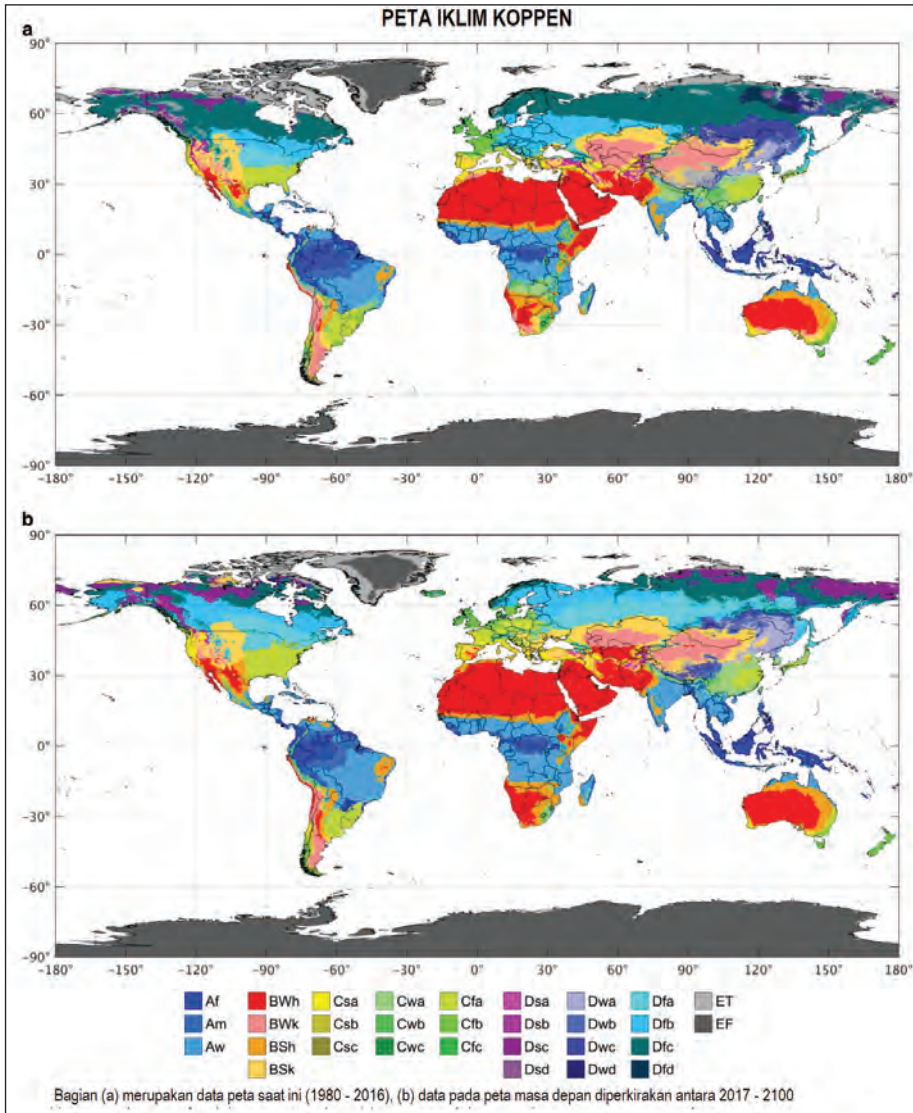 PETA IKLIM KOPPEN
a
90°
60°
30°
0°
−30°
−60°
−90°
−180° −150° −120° −90° −60° −30° 0° 30° 60° 90° 120° 150° 180°
b
90°
60°
30°
0°
−30°
−60°
−90°
−180° −150° −120° −90° −60° −30° 0° 30° 60° 90° 120° 150° 180°
Af BWh Csa Cwa Cfa Dsa Dwa Dfa ET
Am BWk Csb Cwb Cfb Dsb Dwb Dfb EF
Aw BSh Csc Cwc Cfc Dsc Dwc Dfc
BSk Dsd Dwd Dfd
Bagian (a) merupakan data peta saat ini (1980 - 2016), (b) data pada peta masa depan diperkirakan antara 2017 - 2100